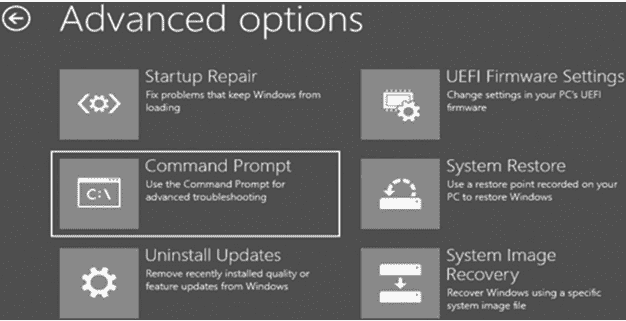 Advanced options
Startup Repair
Fix problems that keep Windows from
loading
Command Prompt
Use the Command Prompt for
advanced troubleshooting
C:\
Uninstall Updates
Remove recently installed quality or
feature updates from Windows
UEFI Firmware Settings
Change settings in your PC's UEFI
firmware
System Restore
Use a restore point recorded on your
PC to restore Windows
System Image
Recovery
Recover Windows using a specific
system image file